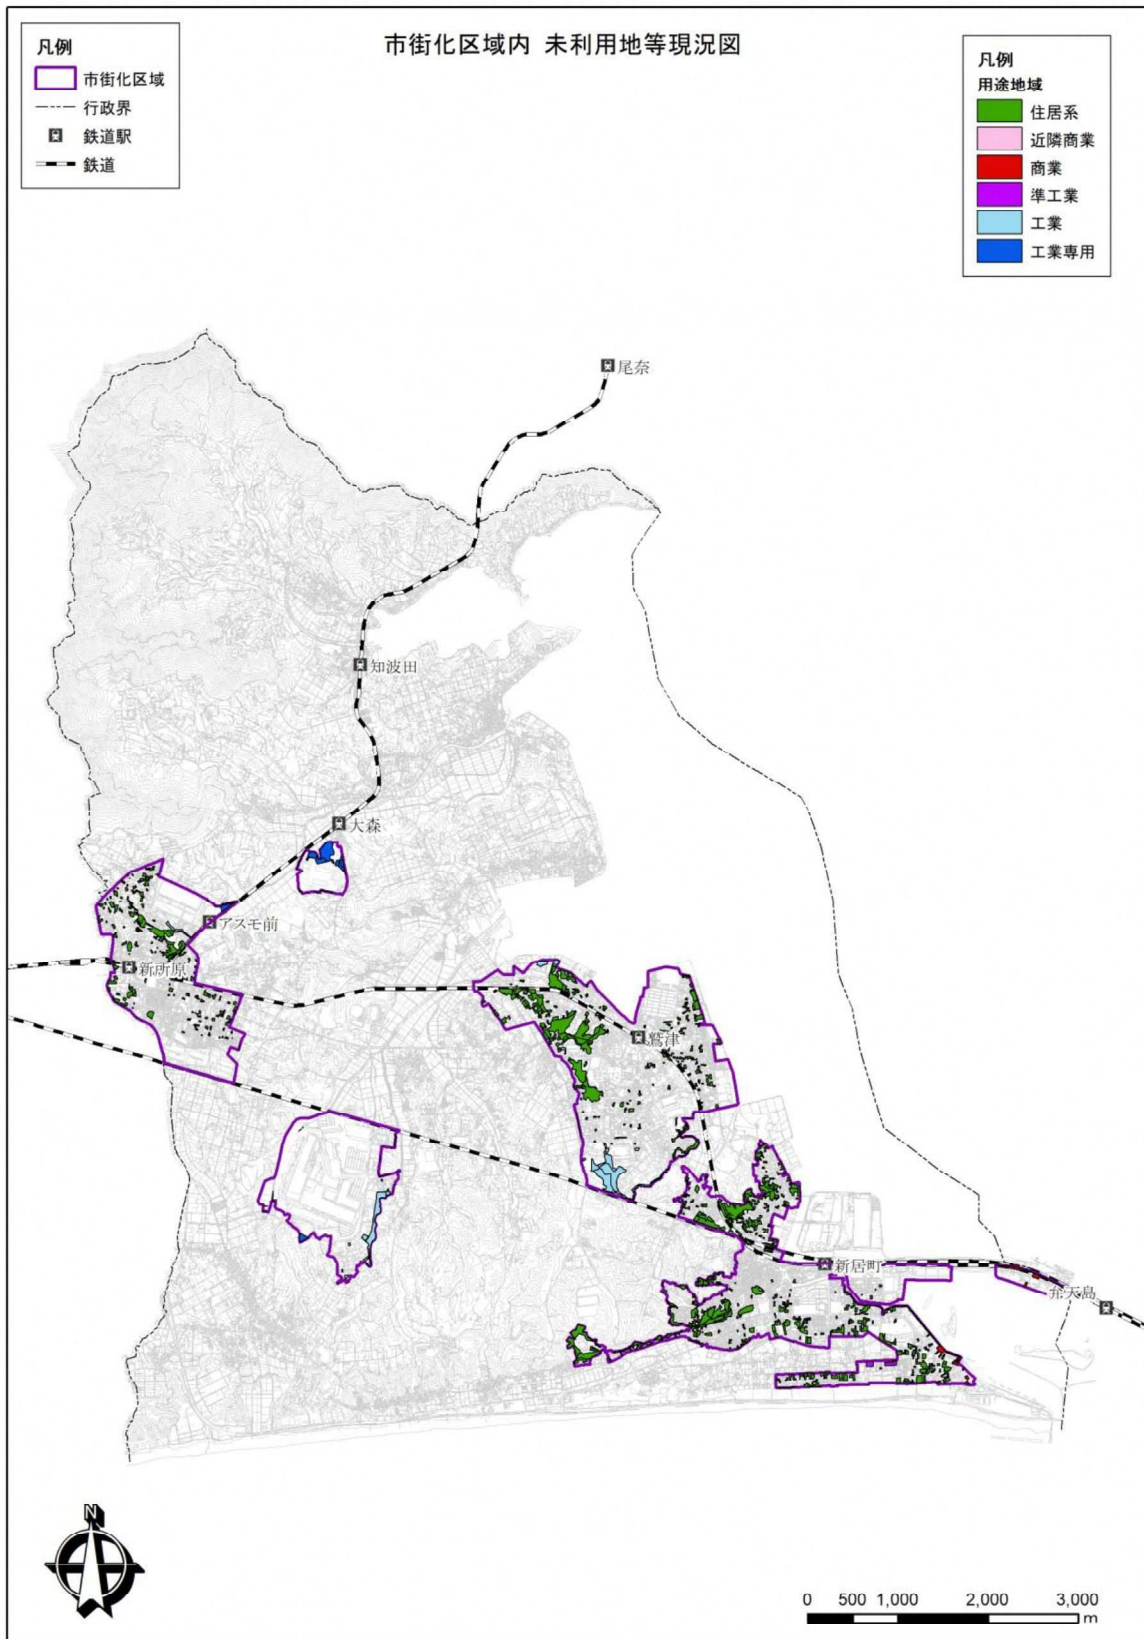 市街化区域内 未利用地等現況図
凡例
市街化区域
行政界
鉄道駅
鉄道
凡例
用途地域
住居系
近隣商業
商業
準工業
工業
工業専用
尾奈
知波田
大森
アスモ前
新所原
鷲津
新居町
弁天島
N
0 500 1,000 2,000 3,000
m